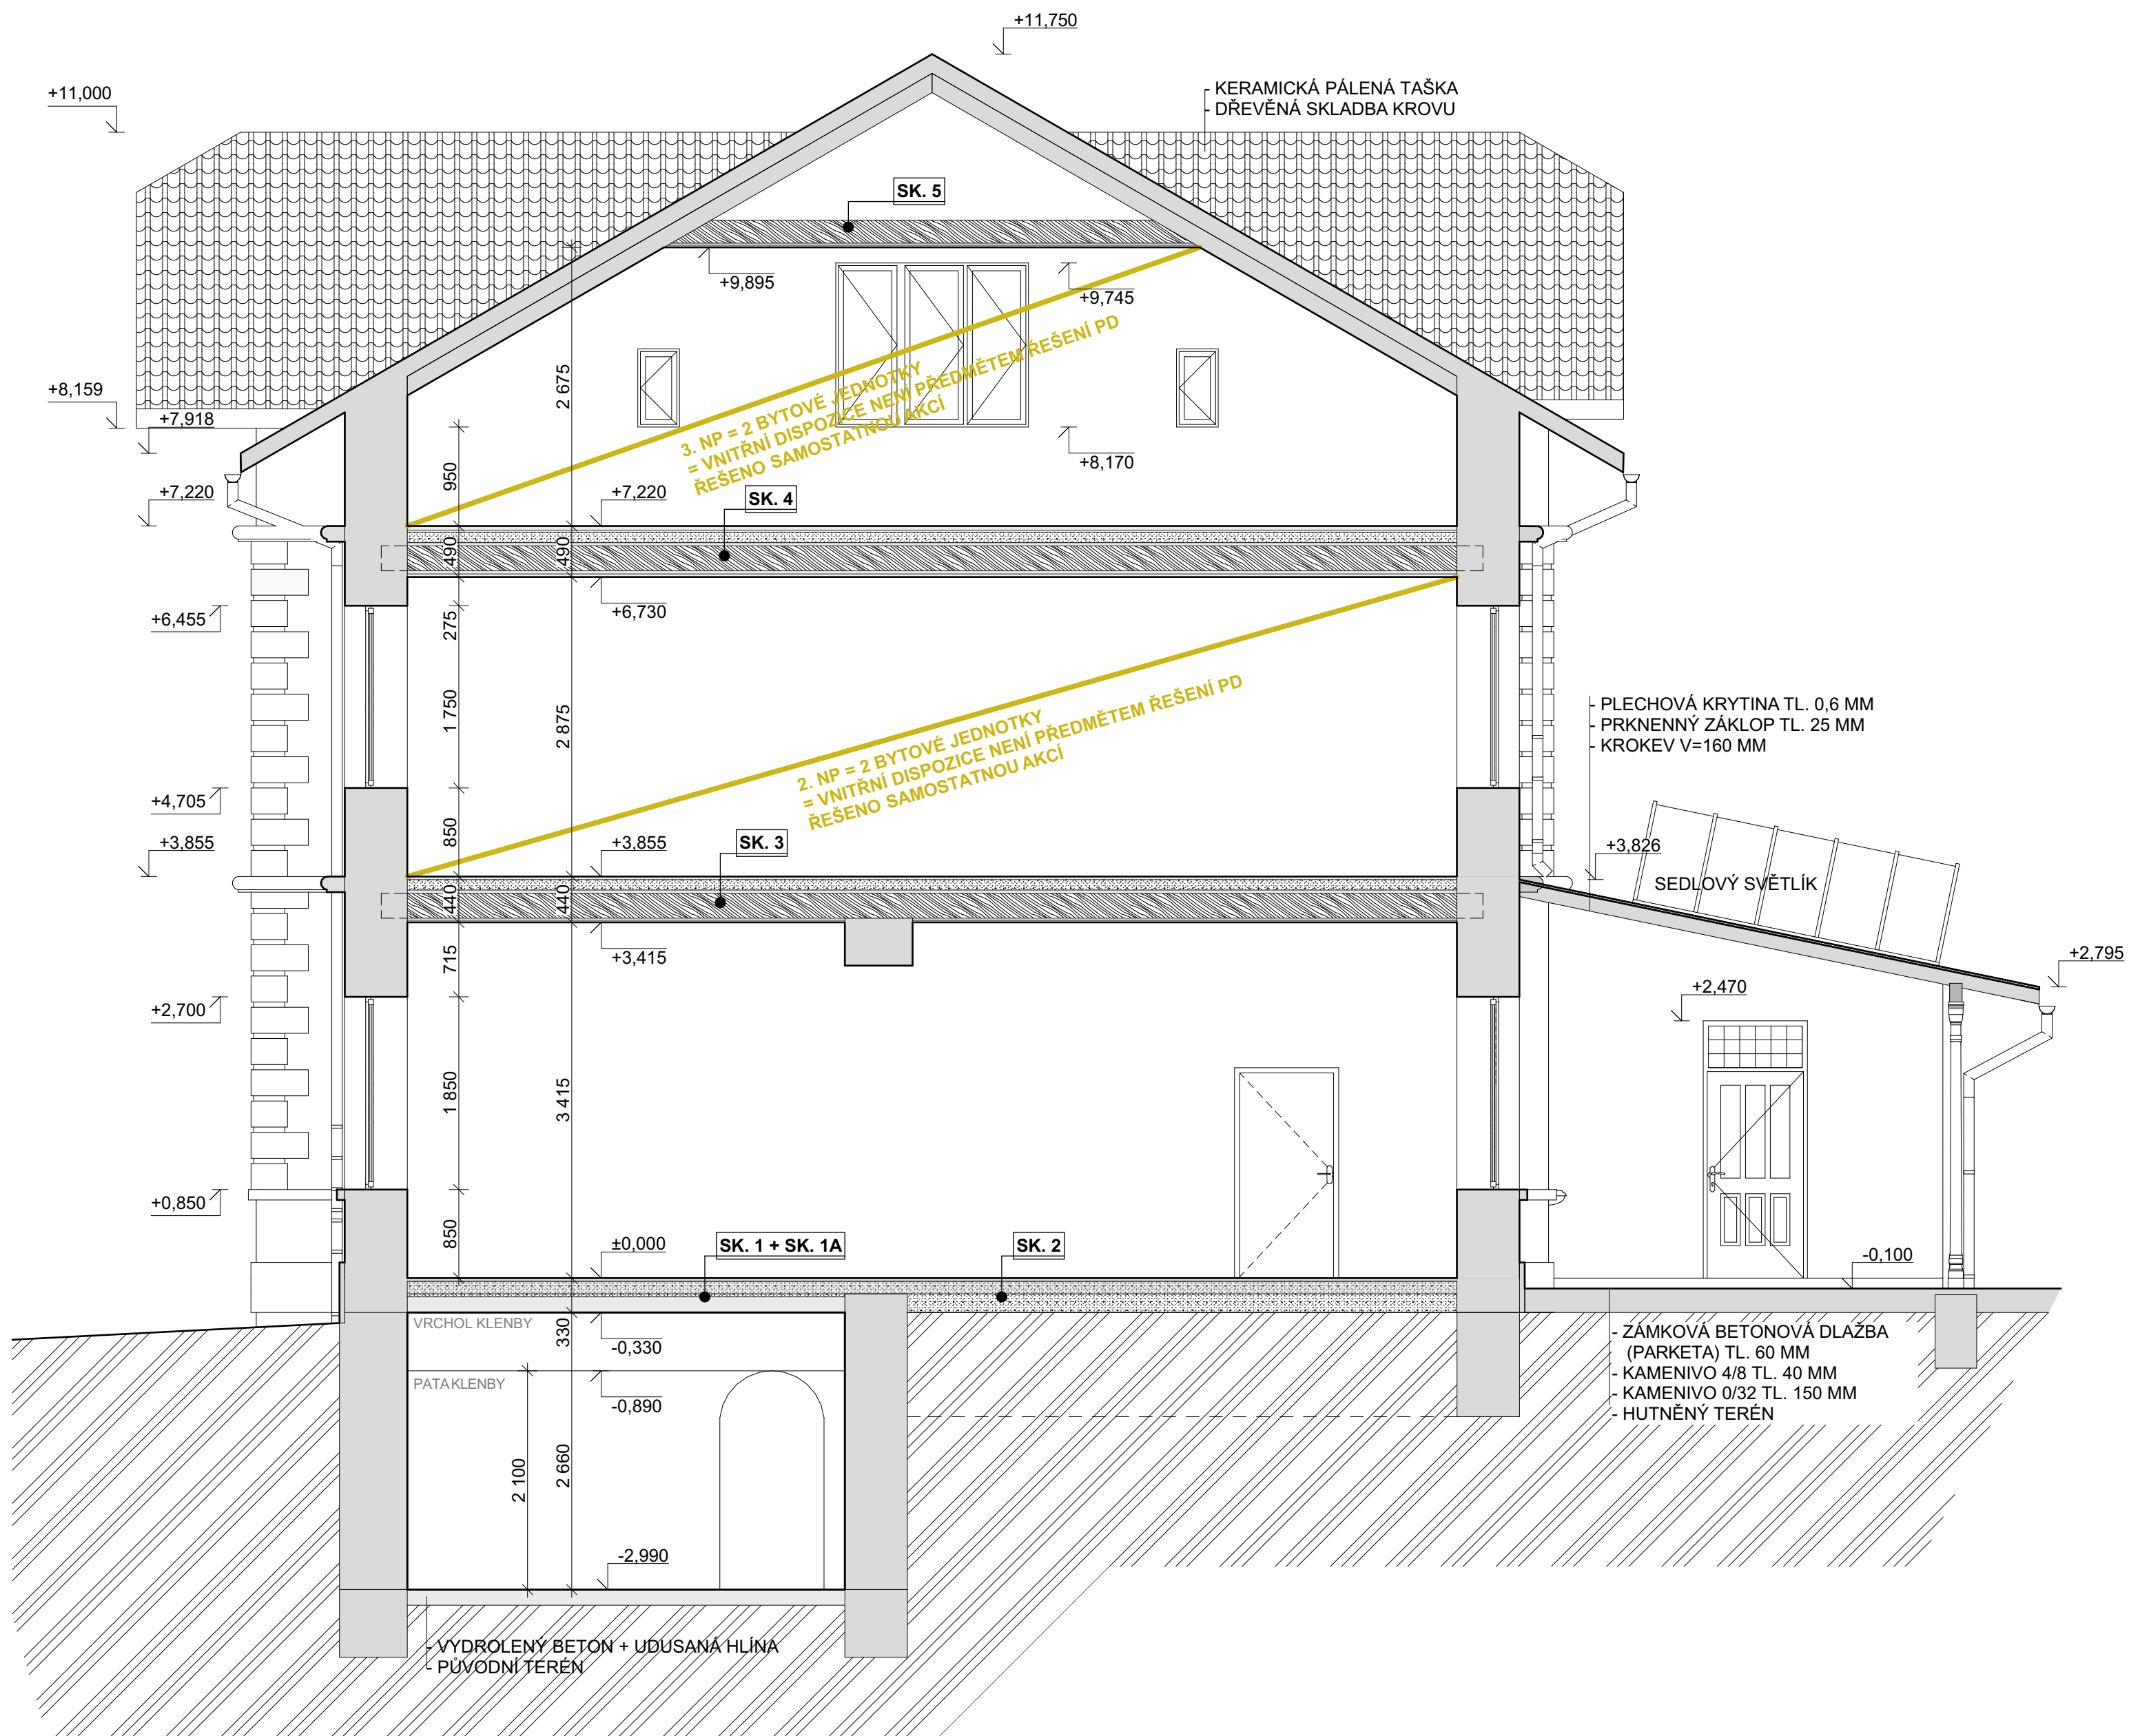 +11,750
+11,000
- KERAMICKÁ PÁLENÁ TAŠKA
- DŘEVĚNÁ SKLADBA KROVU
SK. 5
+9,895
+9,745
2 675
3. NP = 2 BYTOVÉ JEDNOTKY
= VNITŘNÍ DISPOZICE NENÍ PŘEDMĚTEM ŘEŠENÍ PD
ŘEŠENO SAMOSTATNOU AKCÍ
+8,159
+7,918
+8,170
950
+7,220
+7,220
SK. 4
490
490
+6,730
+6,455
275
1 750
2 875
2. NP = 2 BYTOVÉ JEDNOTKY
= VNITŘNÍ DISPOZICE NENÍ PŘEDMĚTEM ŘEŠENÍ PD
ŘEŠENO SAMOSTATNOU AKCÍ
- PLECHOVÁ KRYTINA TL. 0,6 MM
- PRKNENNÝ ZÁKLOP TL. 25 MM
- KROKEV V=160 MM
+4,705
850
+3,855
+3,855
SK. 3
+3,826
SEDLOVÝ SVĚTLÍK
440
440
+3,415
715
+2,795
+2,700
+2,470
1 850
3 415
+0,850
850
±0,000
SK. 1 + SK. 1A
SK. 2
-0,100
VRCHOL KLENBY
330
-0,330
PATA KLENBY
-0,890
- ZÁMKOVÁ BETONOVÁ DLAŽBA
(PARKETA) TL. 60 MM
- KAMENIVO 4/8 TL. 40 MM
- KAMENIVO 0/32 TL. 150 MM
- HUTNĚNÝ TERÉN
2 100
2 660
-2,990
- VYDROLENÝ BETON + UDUSANÁ HLÍNA
- PŮVODNÍ TERÉN